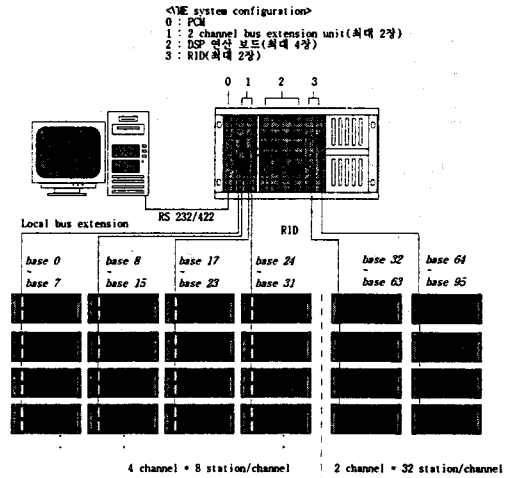 <VME system configuration>
0 : PCM
1 : 2 channel bus extension unit(최대 2장)
2 : DSP 연산 보드(최대 4장)
3 : RID(최대 2장)
0 1 2 3
RS 232/422
Local bus extension
RID
base 0 ~ base 7
base 8 ~ base 15
base 17 ~ base 23
base 24 ~ base 31
base 32 ~ base 63
base 64 ~ base 95
4 channel * 8 station/channel
2 channel * 32 station/channel